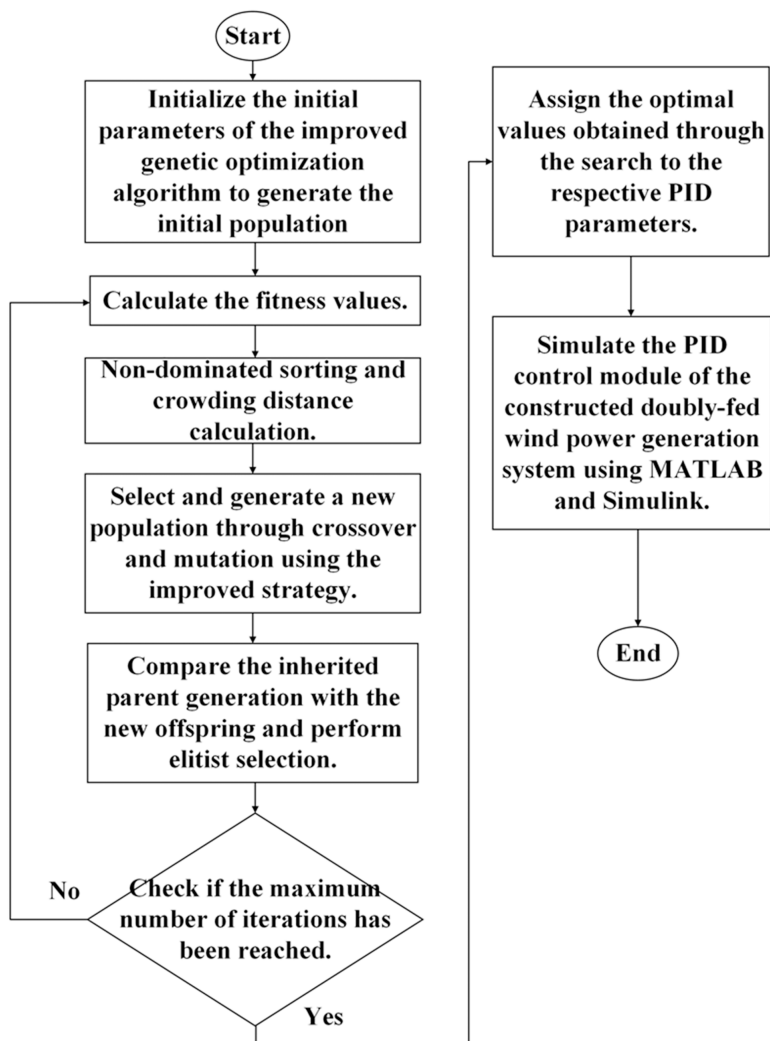 Start
Initialize the initial
parameters of the improved
genetic optimization
algorithm to generate the
initial population
Calculate the fitness values.
Non-dominated sorting and
crowding distance
calculation.
Select and generate a new
population through crossover
and mutation using the
improved strategy.
Compare the inherited
parent generation with the
new offspring and perform
elitist selection.
Check if the maximum
number of iterations has
been reached.
No
Yes
Assign the optimal
values obtained through
the search to the
respective PID
parameters.
Simulate the PID
control module of the
constructed doubly-fed
wind power generation
system using MATLAB
and Simulink.
End